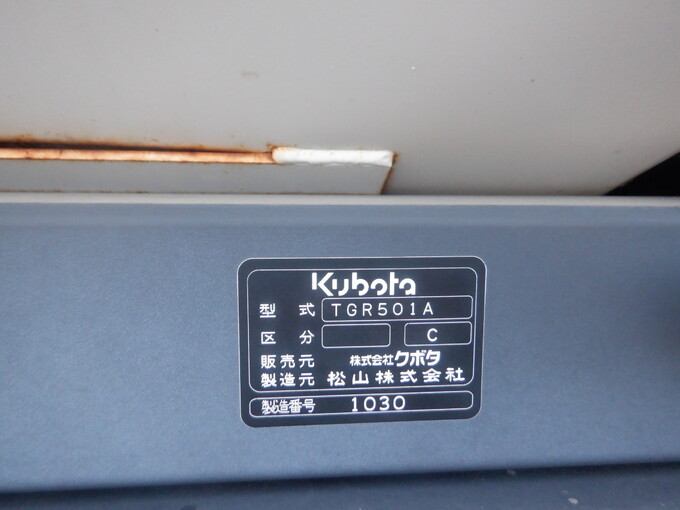 Kubota
型式 TGR501A
区分 C
販売元 株式会社クボタ
製造元 松山株式会社
製造番号 1030